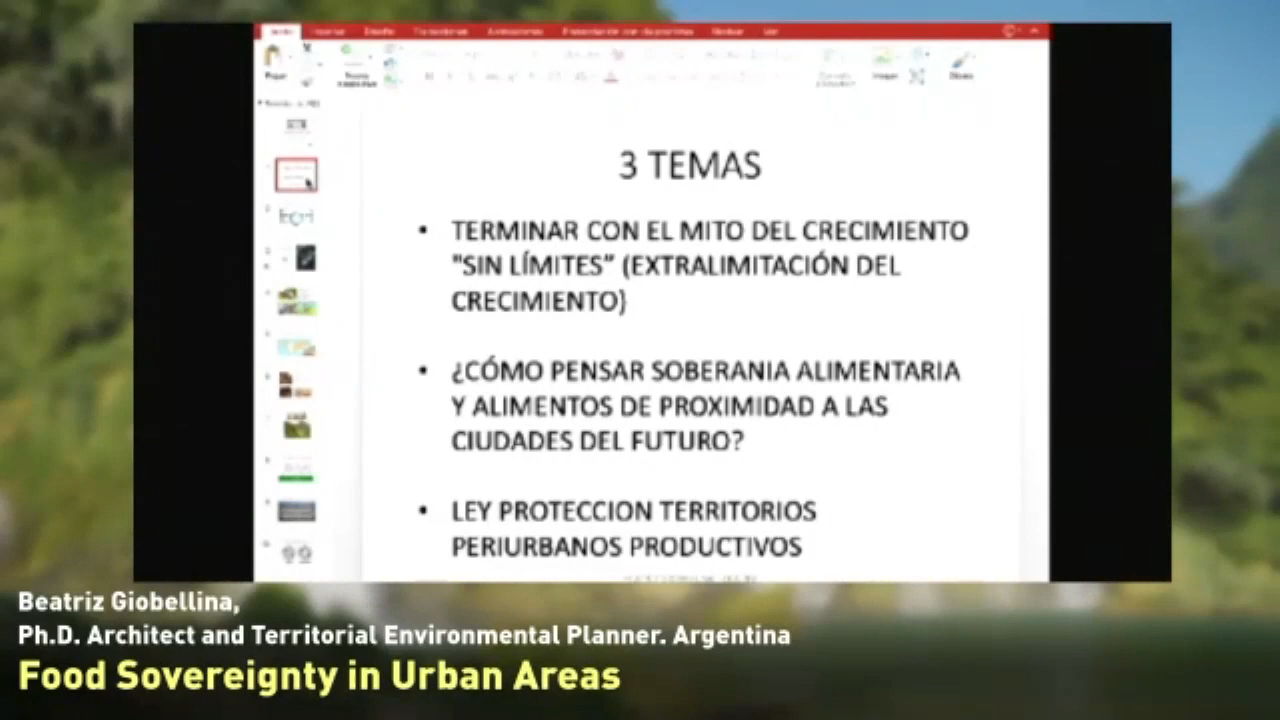 3 TEMAS
• TERMINAR CON EL MITO DEL CRECIMIENTO
"SIN LÍMITES” (EXTRALIMITACIÓN DEL
CRECIMIENTO)
• ¿CÓMO PENSAR SOBERANIA ALIMENTARIA
Y ALIMENTOS DE PROXIMIDAD A LAS
CIUDADES DEL FUTURO?
• LEY PROTECCION TERRITORIOS
PERIURBANOS PRODUCTIVOS
Beatriz Giobellina,
Ph.D. Architect and Territorial Environmental Planner. Argentina
Food Sovereignty in Urban Areas